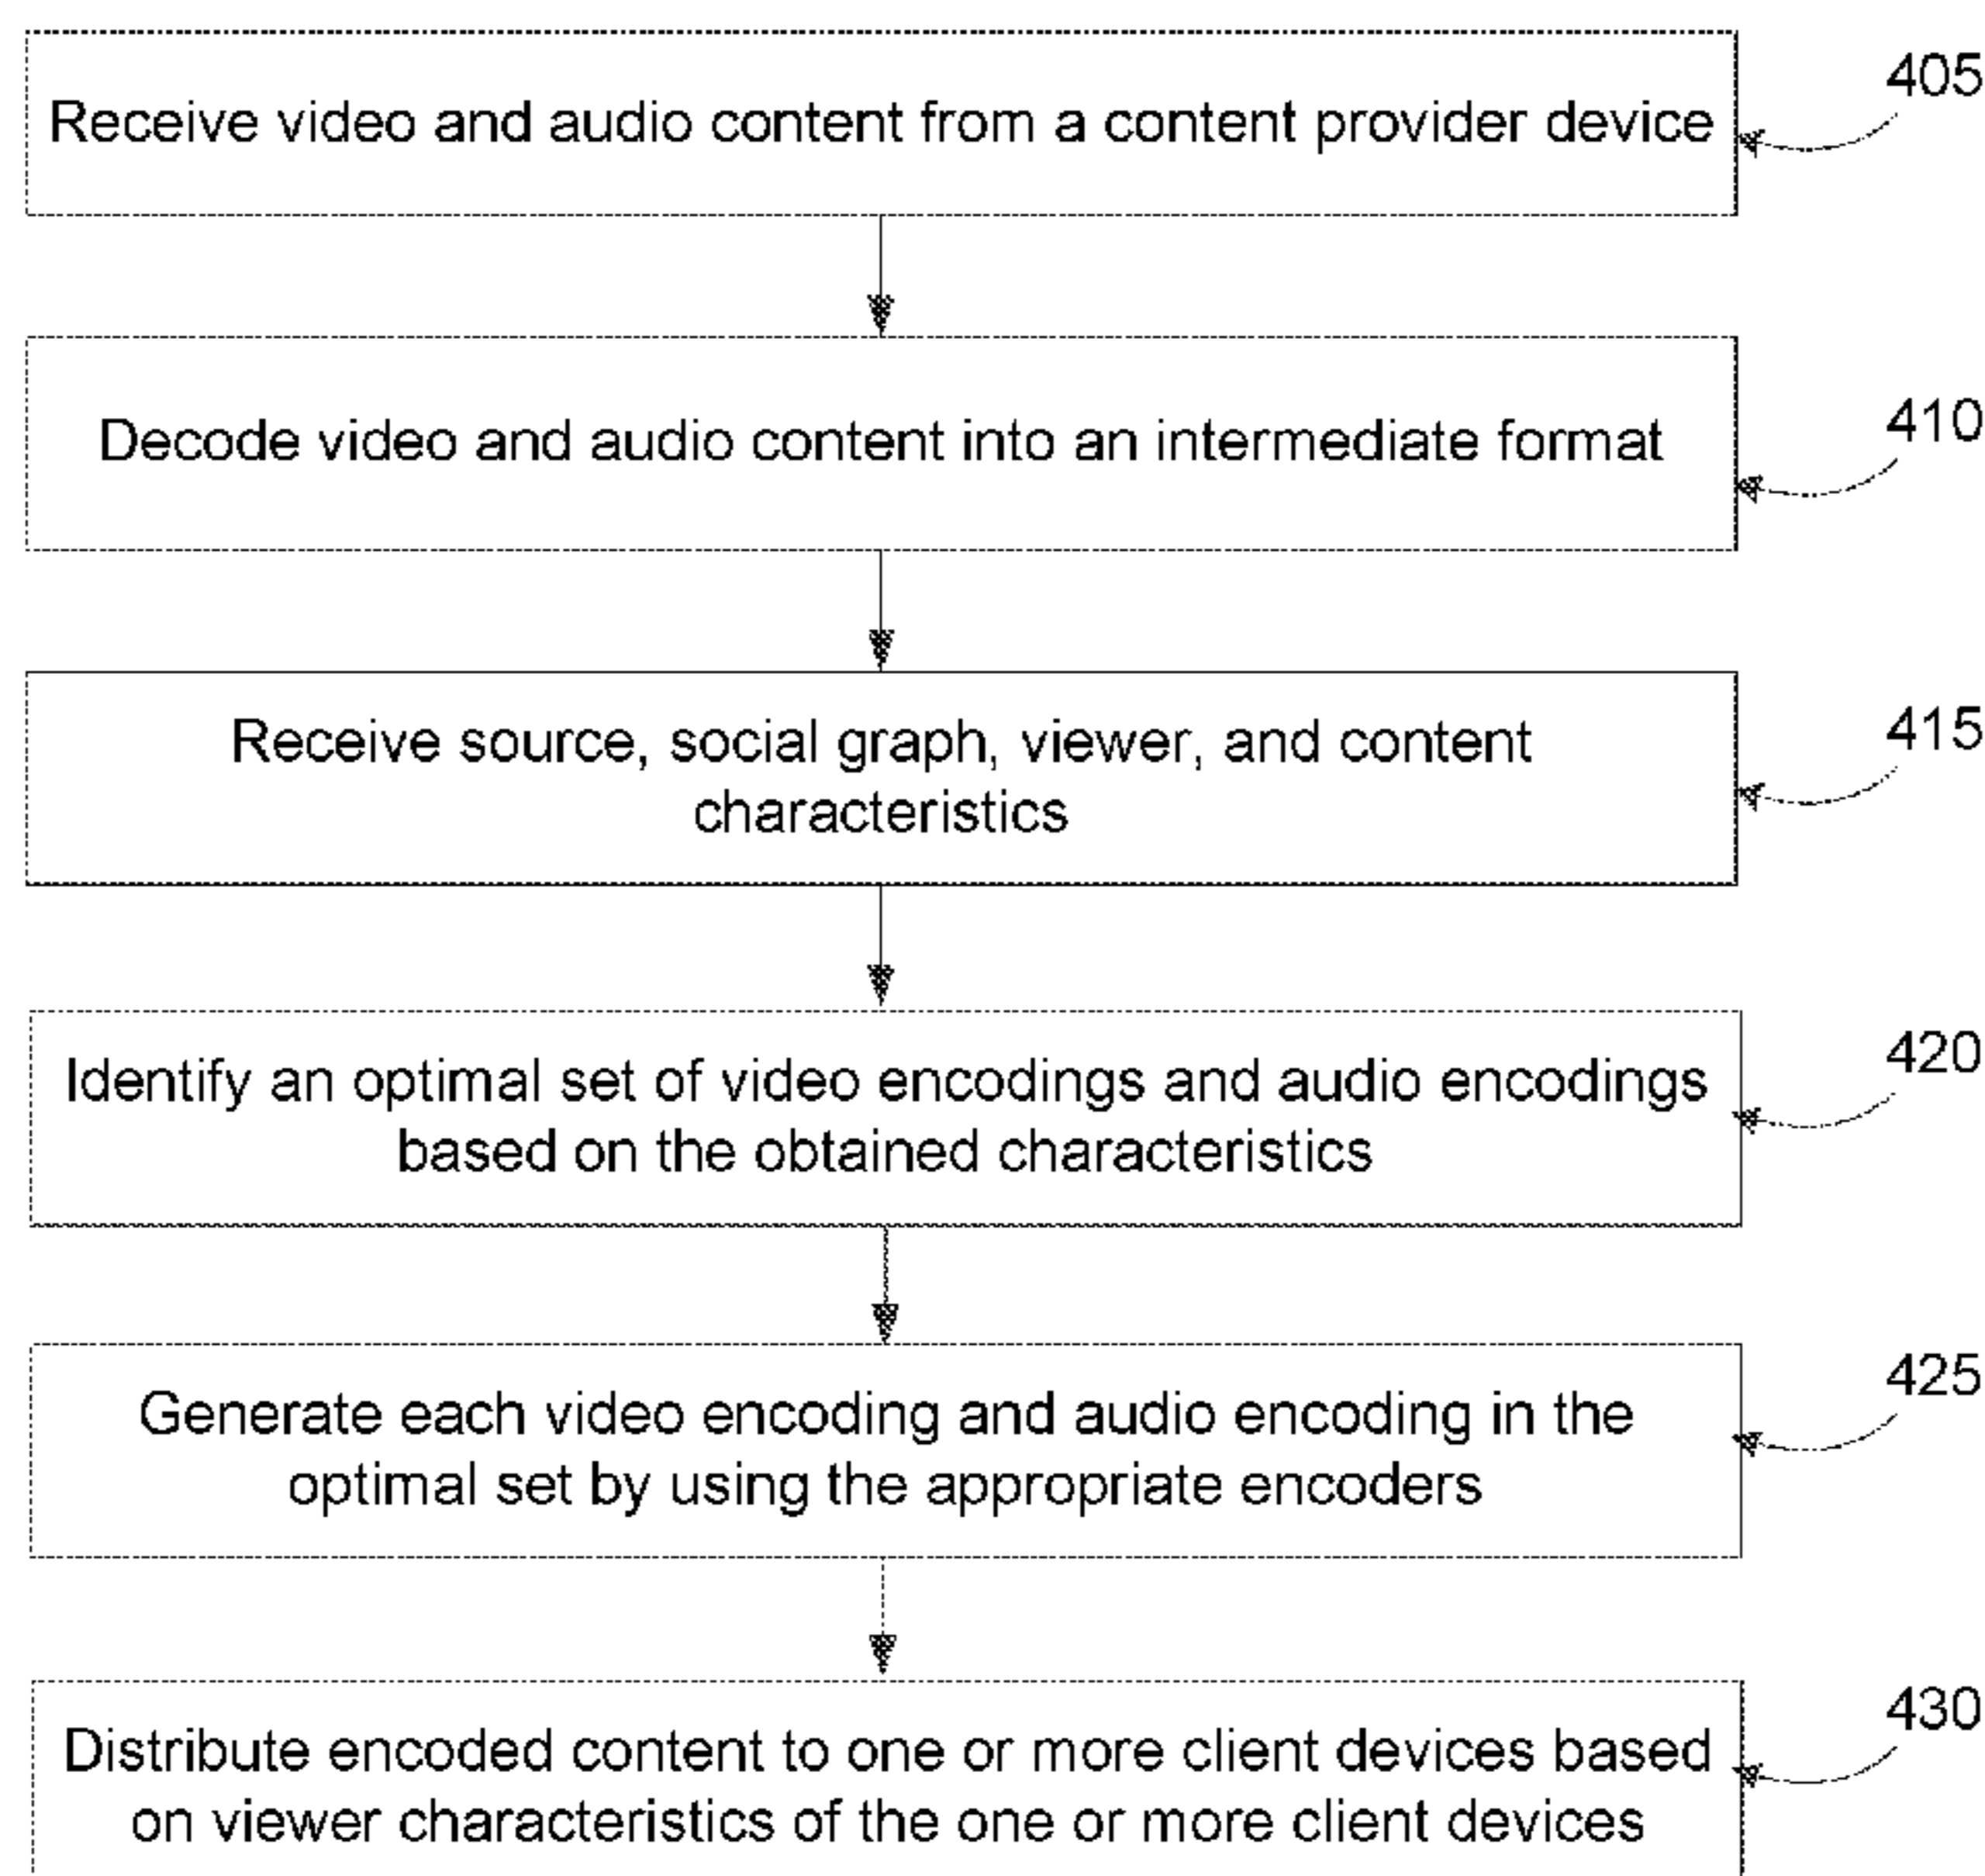 Receive video and audio content from a content provider device
405
Decode video and audio content into an intermediate format
410
Receive source, social graph, viewer, and content
characteristics
415
Identify an optimal set of video encodings and audio encodings
based on the obtained characteristics
420
Generate each video encoding and audio encoding in the
optimal set by using the appropriate encoders
425
Distribute encoded content to one or more client devices based
on viewer characteristics of the one or more client devices
430